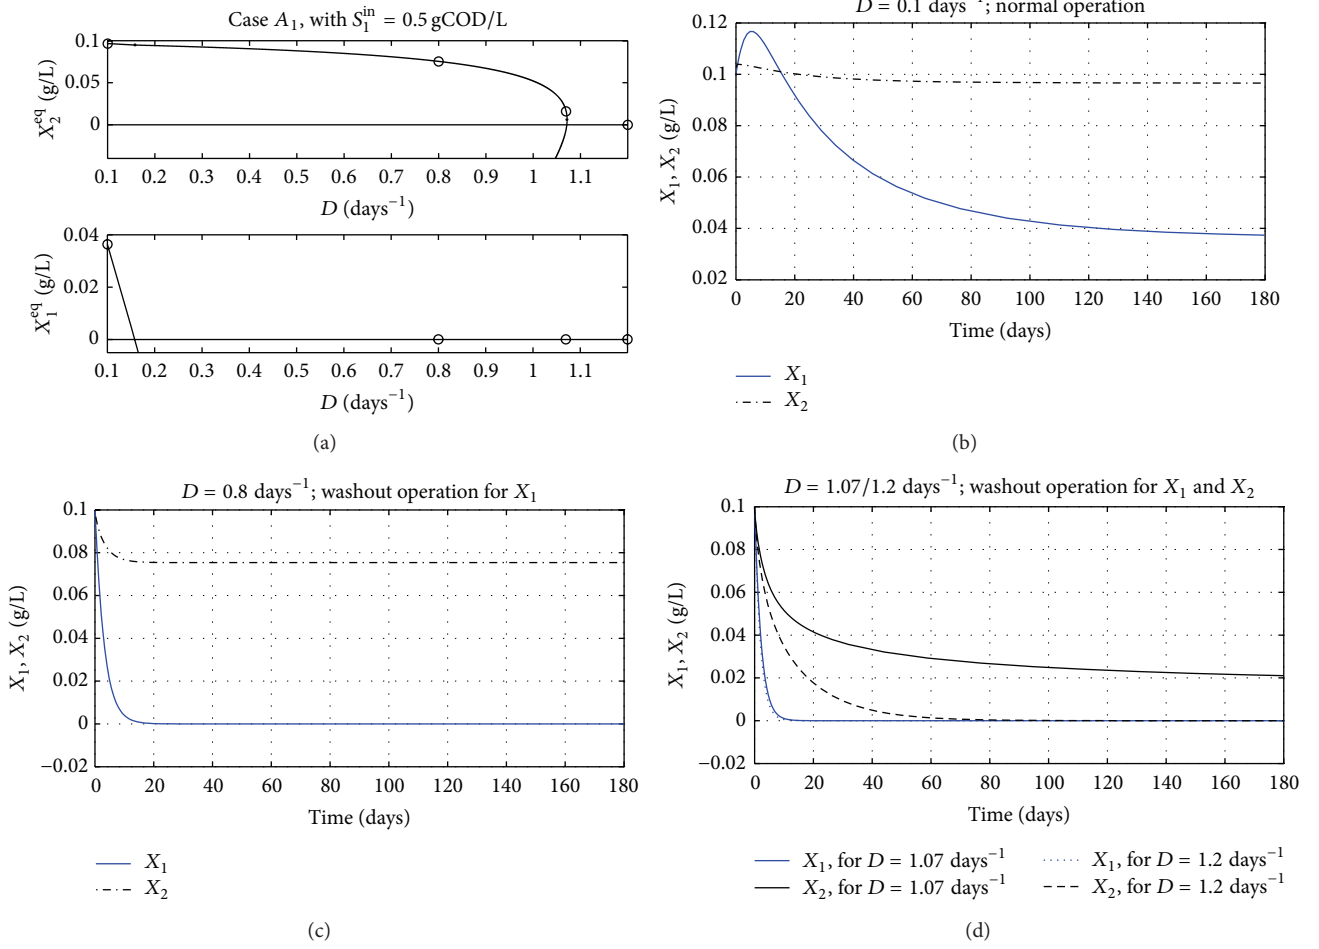 Case A₁, with S₁ⁱⁿ = 0.5 gCOD/L
X₂ᵉᑫ (g/L)
0.1
0.05
0
0.1 0.2 0.3 0.4 0.5 0.6 0.7 0.8 0.9 1 1.1
D (days⁻¹)
X₁ᵉᑫ (g/L)
0.04
0.02
0
0.1 0.2 0.3 0.4 0.5 0.6 0.7 0.8 0.9 1 1.1
D (days⁻¹)
(a)
D = 0.1 days⁻¹; normal operation
X₁, X₂ (g/L)
0.12
0.1
0.08
0.06
0.04
0.02
0 20 40 60 80 100 120 140 160 180
Time (days)
X₁
X₂
(b)
D = 0.8 days⁻¹; washout operation for X₁
X₁, X₂ (g/L)
0.1
0.08
0.06
0.04
0.02
0
−0.02
0 20 40 60 80 100 120 140 160 180
Time (days)
X₁
X₂
(c)
D = 1.07/1.2 days⁻¹; washout operation for X₁ and X₂
X₁, X₂ (g/L)
0.1
0.08
0.06
0.04
0.02
0
−0.02
0 20 40 60 80 100 120 140 160 180
Time (days)
X₁, for D = 1.07 days⁻¹
X₂, for D = 1.07 days⁻¹
X₁, for D = 1.2 days⁻¹
X₂, for D = 1.2 days⁻¹
(d)